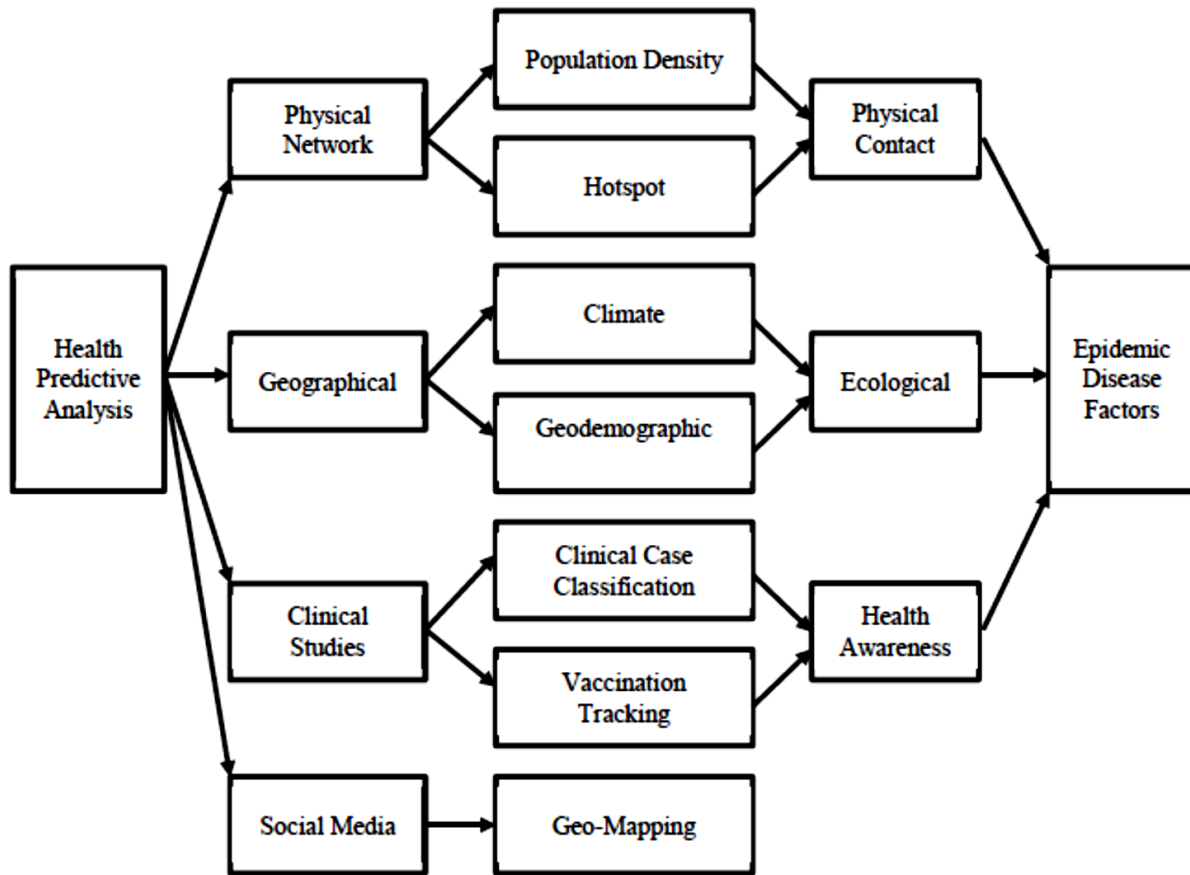 Population Density
Physical
Network
Physical
Contact
Hotspot
Climate
Health
Predictive
Analysis
Geographical
Ecological
Epidemic
Disease
Factors
Geodemographic
Clinical Case
Classification
Clinical
Studies
Health
Awareness
Vaccination
Tracking
Social Media
Geo-Mapping